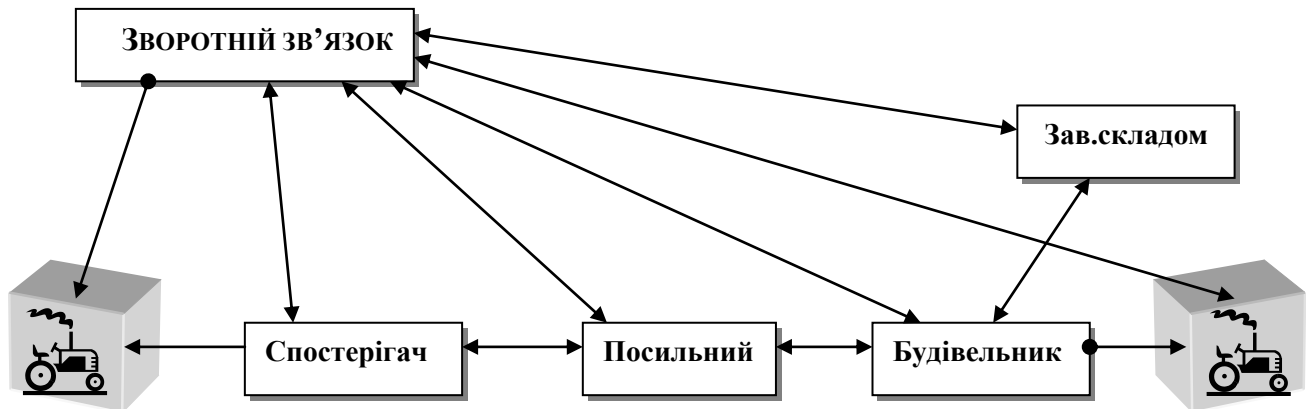 ЗВОРОТНІЙ ЗВ’ЯЗОК
Зав.складом
Спостерігач
Посильний
Будівельник